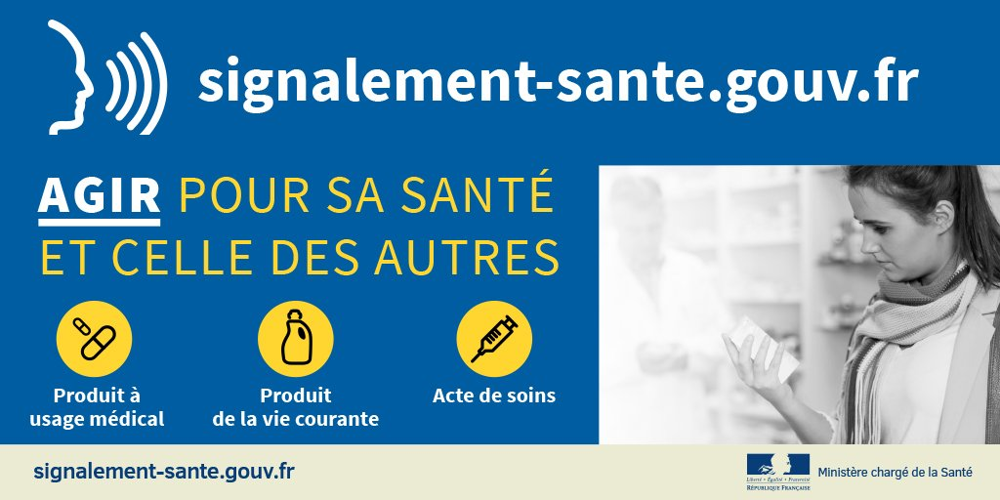 signalement-sante.gouv.fr
AGIR POUR SA SANTÉ
ET CELLE DES AUTRES
Produit à
usage médical
Produit
de la vie courante
Acte de soins
signalement-sante.gouv.fr
Liberté • Égalité • Fraternité
RÉPUBLIQUE FRANÇAISE
Ministère chargé de la Santé